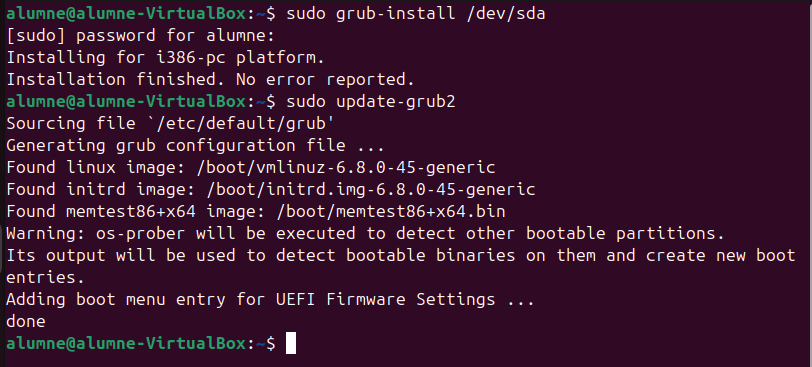 alumne@alumne-VirtualBox:~$ sudo grub-install /dev/sda
[sudo] password for alumne:
Installing for i386-pc platform.
Installation finished. No error reported.
alumne@alumne-VirtualBox:~$ sudo update-grub2
Sourcing file `/etc/default/grub'
Generating grub configuration file ...
Found linux image: /boot/vmlinuz-6.8.0-45-generic
Found initrd image: /boot/initrd.img-6.8.0-45-generic
Found memtest86+x64 image: /boot/memtest86+x64.bin
Warning: os-prober will be executed to detect other bootable partitions.
Its output will be used to detect bootable binaries on them and create new boot
entries.
Adding boot menu entry for UEFI Firmware Settings ...
done
alumne@alumne-VirtualBox:~$